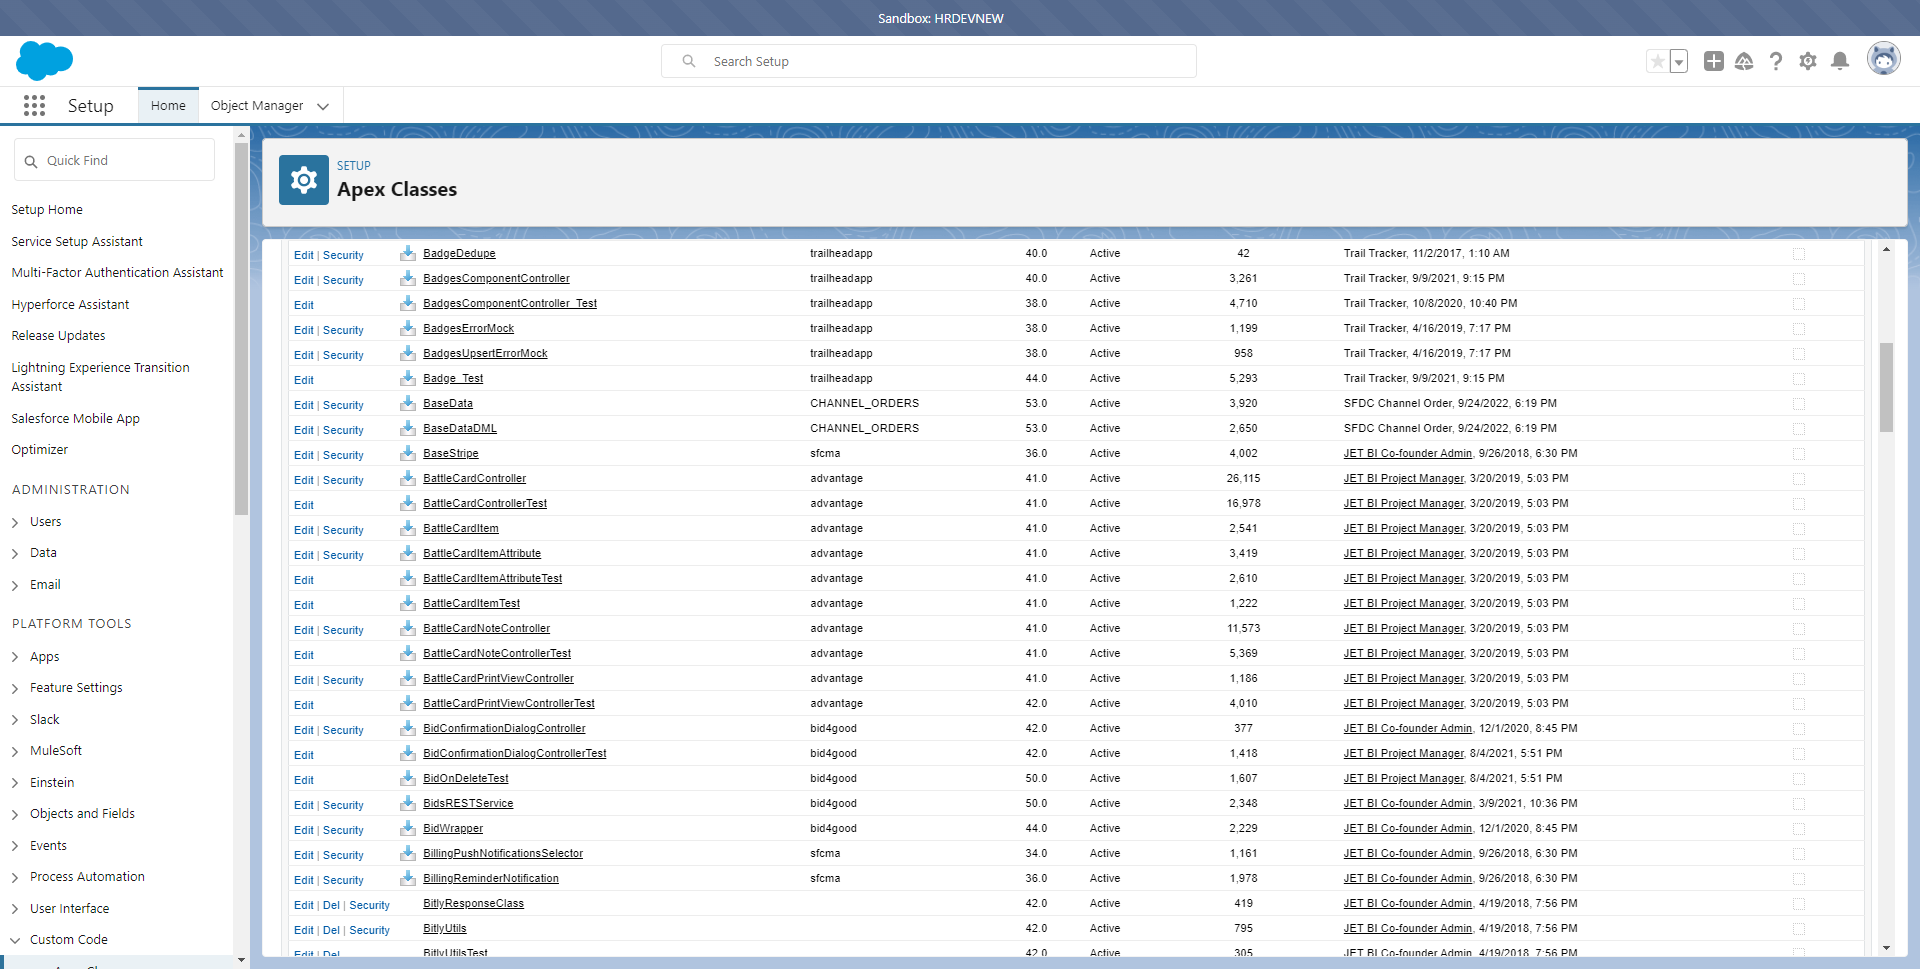 Sandbox: HRDEVNEW
Search Setup
Setup
Home
Object Manager
Quick Find
Setup Home
Service Setup Assistant
Multi-Factor Authentication Assistant
Hyperforce Assistant
Release Updates
Lightning Experience Transition
Assistant
Salesforce Mobile App
Optimizer
ADMINISTRATION
Users
Data
Email
PLATFORM TOOLS
Apps
Feature Settings
Slack
MuleSoft
Einstein
Objects and Fields
Events
Process Automation
User Interface
Custom Code
SETUP
Apex Classes
Edit | Security BadgeDedupe trailheadapp 40.0 Active 42 Trail Tracker, 11/2/2017, 1:10 AM
Edit | Security BadgesComponentController trailheadapp 40.0 Active 3,261 Trail Tracker, 9/9/2021, 9:15 PM
Edit BadgesComponentController_Test trailheadapp 38.0 Active 4,710 Trail Tracker, 10/8/2020, 10:40 PM
Edit | Security BadgesErrorMock trailheadapp 38.0 Active 1,199 Trail Tracker, 4/16/2019, 7:17 PM
Edit | Security BadgesUpsertErrorMock trailheadapp 38.0 Active 958 Trail Tracker, 4/16/2019, 7:17 PM
Edit Badge_Test trailheadapp 44.0 Active 5,293 Trail Tracker, 9/9/2021, 9:15 PM
Edit | Security BaseData CHANNEL_ORDERS 53.0 Active 3,920 SFDC Channel Order, 9/24/2022, 6:19 PM
Edit | Security BaseDataDML CHANNEL_ORDERS 53.0 Active 2,650 SFDC Channel Order, 9/24/2022, 6:19 PM
Edit | Security BaseStripe sfcma 36.0 Active 4,002 JET BI Co-founder Admin, 9/26/2018, 6:30 PM
Edit | Security BattleCardController advantage 41.0 Active 26,115 JET BI Project Manager, 3/20/2019, 5:03 PM
Edit BattleCardControllerTest advantage 41.0 Active 16,978 JET BI Project Manager, 3/20/2019, 5:03 PM
Edit | Security BattleCardItem advantage 41.0 Active 2,541 JET BI Project Manager, 3/20/2019, 5:03 PM
Edit | Security BattleCardItemAttribute advantage 41.0 Active 3,419 JET BI Project Manager, 3/20/2019, 5:03 PM
Edit BattleCardItemAttributeTest advantage 41.0 Active 2,610 JET BI Project Manager, 3/20/2019, 5:03 PM
Edit BattleCardItemTest advantage 41.0 Active 1,222 JET BI Project Manager, 3/20/2019, 5:03 PM
Edit | Security BattleCardNoteController advantage 41.0 Active 11,573 JET BI Project Manager, 3/20/2019, 5:03 PM
Edit BattleCardNoteControllerTest advantage 41.0 Active 5,369 JET BI Project Manager, 3/20/2019, 5:03 PM
Edit | Security BattleCardPrintViewController advantage 41.0 Active 1,186 JET BI Project Manager, 3/20/2019, 5:03 PM
Edit BattleCardPrintViewControllerTest advantage 42.0 Active 4,010 JET BI Project Manager, 3/20/2019, 5:03 PM
Edit | Security BidConfirmationDialogController bid4good 42.0 Active 377 JET BI Co-founder Admin, 12/1/2020, 8:45 PM
Edit BidConfirmationDialogControllerTest bid4good 42.0 Active 1,418 JET BI Project Manager, 8/4/2021, 5:51 PM
Edit BidOnDeleteTest bid4good 50.0 Active 1,607 JET BI Project Manager, 8/4/2021, 5:51 PM
Edit | Security BidsRESTService bid4good 50.0 Active 2,348 JET BI Co-founder Admin, 3/9/2021, 10:36 PM
Edit | Security BidWrapper bid4good 44.0 Active 2,229 JET BI Co-founder Admin, 12/1/2020, 8:45 PM
Edit | Security BillingPushNotificationsSelector sfcma 34.0 Active 1,161 JET BI Co-founder Admin, 9/26/2018, 6:30 PM
Edit | Security BillingReminderNotification sfcma 36.0 Active 1,978 JET BI Co-founder Admin, 9/26/2018, 6:30 PM
Edit | Del | Security BitlyResponseClass 42.0 Active 419 JET BI Co-founder Admin, 4/19/2018, 7:56 PM
Edit | Del | Security BitlyUtils 42.0 Active 795 JET BI Co-founder Admin, 4/19/2018, 7:56 PM
Edit | Del BitlyUtilsTest 42.0 Active 305 JET BI Co-founder Admin, 4/19/2018, 7:56 PM